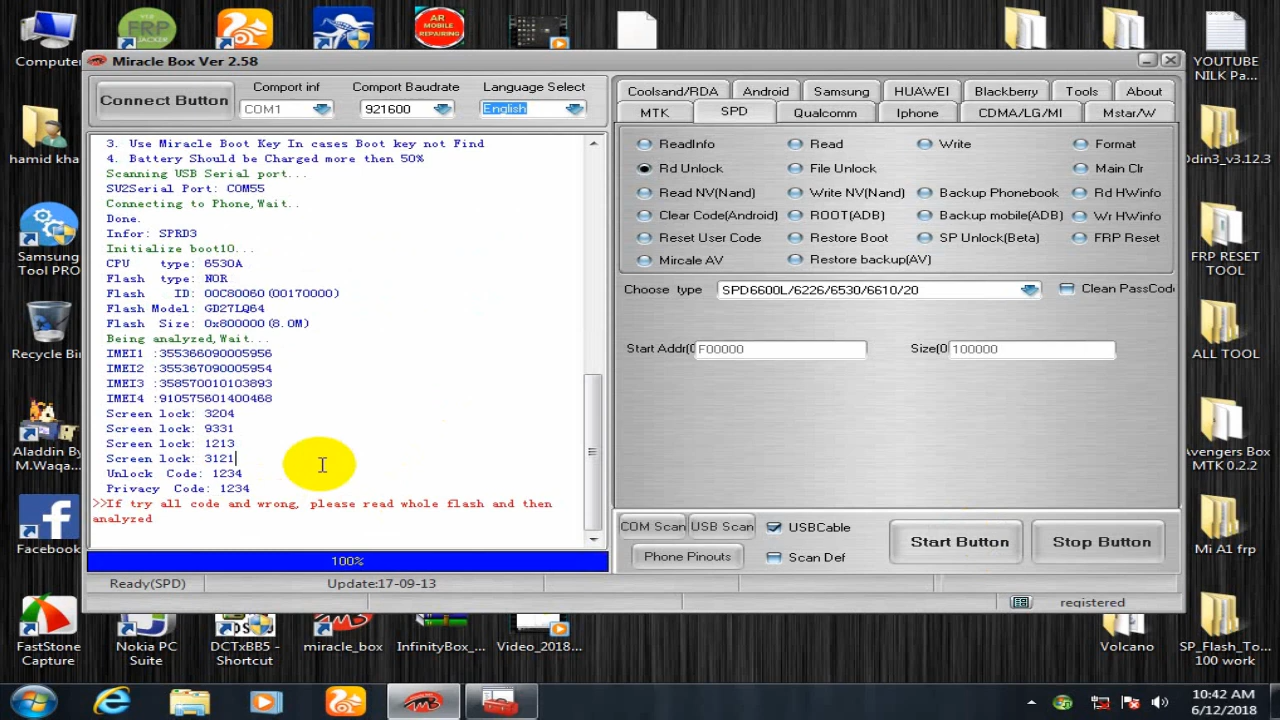 FRP
JACKER
AR
MOBILE
REPAIRING
Computer
YOUTUBE
NILK Pa...
Miracle Box Ver 2.58
Connect Button
Comport inf
Comport Baudrate
Language Select
COM1
921600
English
Coolsand/RDA
Android
Samsung
HUAWEI
Blackberry
Tools
About
MTK
SPD
Qualcomm
Iphone
CDMA/LG/MI
Mstar/W
3. Use Miracle Boot Key In cases Boot key not Find
4. Battery Should be Charged more then 50%
Scanning USB Serial port...
SU2Serial Port: COM55
Connecting to Phone,Wait..
Done.
Infor: SPRD3
Initialize boot10...
CPU type: 6530A
Flash type: NOR
Flash ID: 00C80060(00170000)
Flash Model: GD27LQ64
Flash Size: 0x800000(8.0M)
Being analyzed,Wait...
IMEI1 :355366090005956
IMEI2 :355367090005954
IMEI3 :358570010103893
IMEI4 :910575601400468
Screen lock: 3204
Screen lock: 9331
Screen lock: 1213
Screen lock: 3121
Unlock Code: 1234
Privacy Code: 1234
>>If try all code and wrong, please read whole flash and then
analyzed
100%
ReadInfo
Read
Write
Format
Rd Unlock
File Unlock
Main Clr
Read NV(Nand)
Write NV(Nand)
Backup Phonebook
Rd HWinfo
Clear Code(Android)
ROOT(ADB)
Backup mobile(ADB)
Wr HWinfo
Reset User Code
Restore Boot
SP Unlock(Beta)
FRP Reset
Mircale AV
Restore backup(AV)
Choose type
SPD6600L/6226/6530/6610/20
Clean PassCod
Start Addr(0
F00000
Size(0
100000
COM Scan
USB Scan
USBCable
Phone Pinouts
Scan Def
Start Button
Stop Button
Ready(SPD)
Update:17-09-13
registered
hamid kha
Samsung
Tool PRO
Recycle Bin
Aladdin By
M.Waqa...
Facebook
FastStone
Capture
Nokia PC
Suite
DCTxBB5 -
Shortcut
miracle_box
InfinityBox_...
Video_2018...
Odin3_v3.12.3
FRP RESET
TOOL
ALL TOOL
Avengers Box
MTK 0.2.2
Mi A1 frp
Volcano
SP_Flash_To...
100 work
10:42 AM
6/12/2018